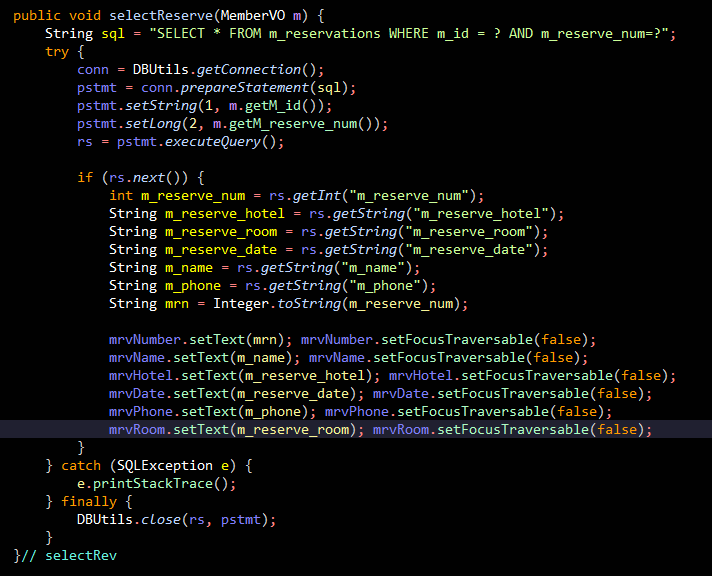 public void selectReserve(MemberVO m) {
    String sql = "SELECT * FROM m_reservations WHERE m_id = ? AND m_reserve_num=?";
    try {
        conn = DBUtils.getConnection();
        pstmt = conn.prepareStatement(sql);
        pstmt.setString(1, m.getM_id());
        pstmt.setLong(2, m.getM_reserve_num());
        rs = pstmt.executeQuery();

        if (rs.next()) {
            int m_reserve_num = rs.getInt("m_reserve_num");
            String m_reserve_hotel = rs.getString("m_reserve_hotel");
            String m_reserve_room = rs.getString("m_reserve_room");
            String m_reserve_date = rs.getString("m_reserve_date");
            String m_name = rs.getString("m_name");
            String m_phone = rs.getString("m_phone");
            String mrn = Integer.toString(m_reserve_num);

            mrvNumber.setText(mrn); mrvNumber.setFocusTraversable(false);
            mrvName.setText(m_name); mrvName.setFocusTraversable(false);
            mrvHotel.setText(m_reserve_hotel); mrvHotel.setFocusTraversable(false);
            mrvDate.setText(m_reserve_date); mrvDate.setFocusTraversable(false);
            mrvPhone.setText(m_phone); mrvPhone.setFocusTraversable(false);
            mrvRoom.setText(m_reserve_room); mrvRoom.setFocusTraversable(false);
        }
    } catch (SQLException e) {
        e.printStackTrace();
    } finally {
        DBUtils.close(rs, pstmt);
    }
}// selectRev